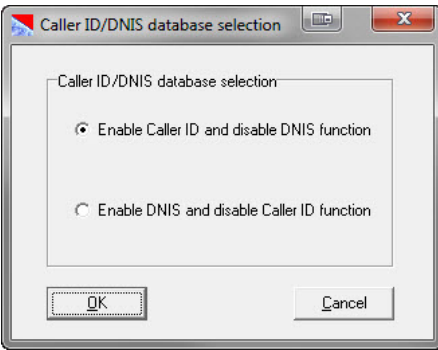 Caller ID/DNIS database selection
Caller ID/DNIS database selection
Enable Caller ID and disable DNIS function
Enable DNIS and disable Caller ID function
OK
Cancel